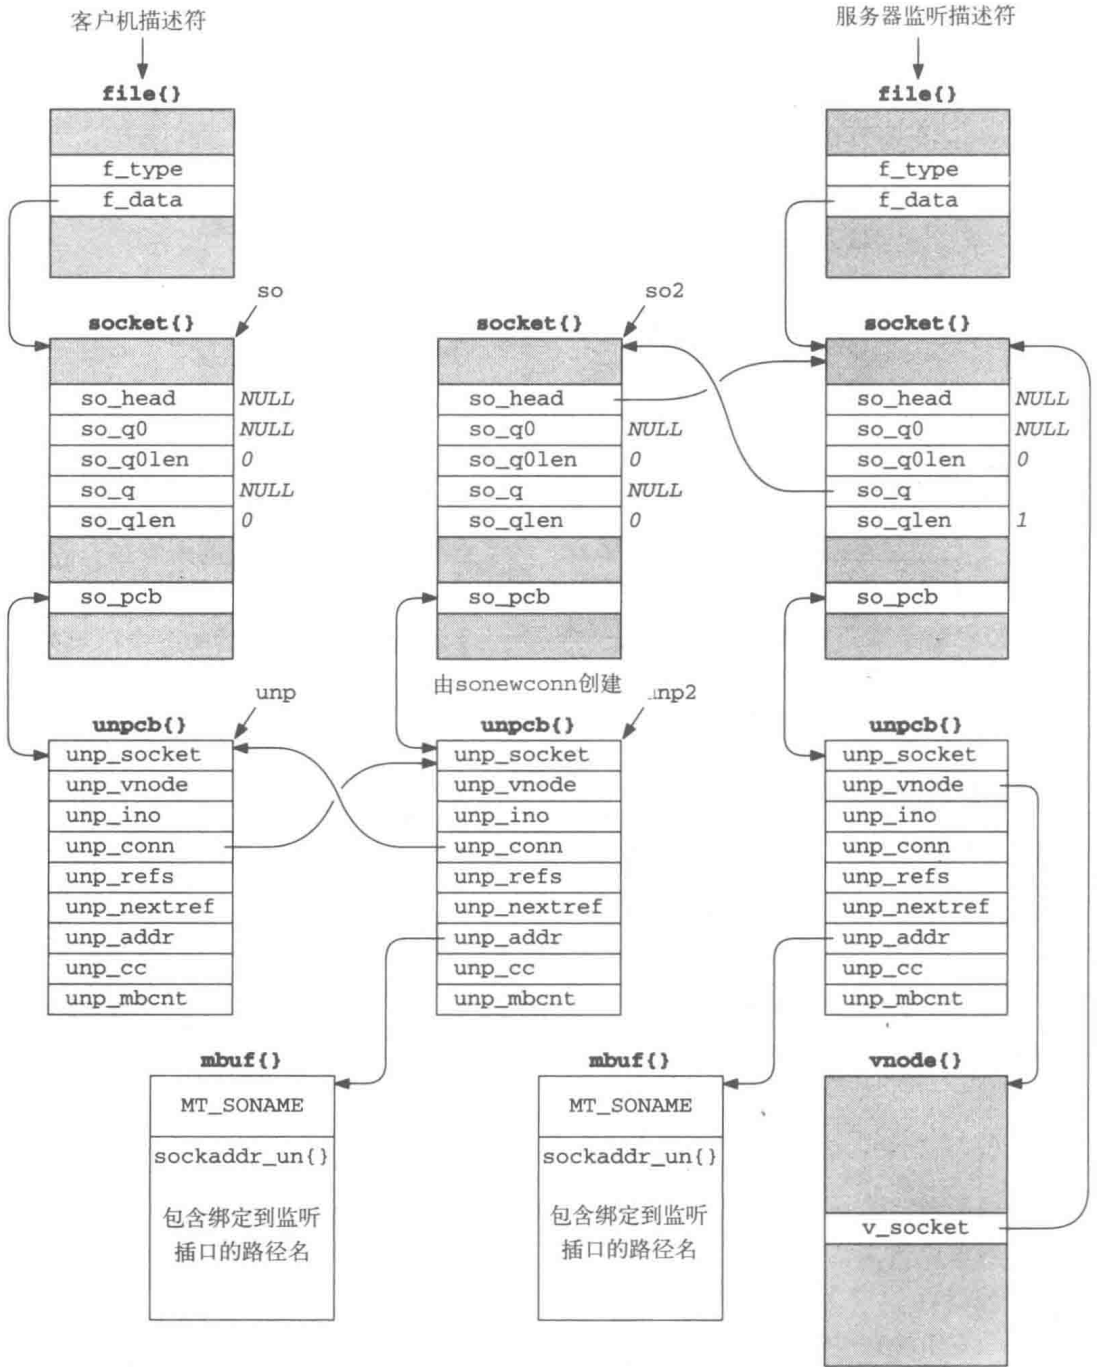 客户机描述符
服务器监听描述符
file{}
file{}
f_type
f_type
f_data
f_data
so
so2
socket{}
socket{}
socket{}
so_head NULL
so_head
so_head NULL
so_q0 NULL
so_q0 NULL
so_q0 NULL
so_q0len 0
so_q0len 0
so_q0len 0
so_q NULL
so_q NULL
so_q
so_qlen 0
so_qlen 0
so_qlen 1
so_pcb
so_pcb
so_pcb
由sonewconn创建
unp
unp2
unpcb{}
unpcb{}
unpcb{}
unp_socket
unp_socket
unp_socket
unp_vnode
unp_vnode
unp_vnode
unp_ino
unp_ino
unp_ino
unp_conn
unp_conn
unp_conn
unp_refs
unp_refs
unp_refs
unp_nextref
unp_nextref
unp_nextref
unp_addr
unp_addr
unp_addr
unp_cc
unp_cc
unp_cc
unp_mbcnt
unp_mbcnt
unp_mbcnt
mbuf{}
mbuf{}
vnode{}
MT_SONAME
MT_SONAME
sockaddr_un{}
sockaddr_un{}
包含绑定到监听
插口的路径名
包含绑定到监听
插口的路径名
v_socket